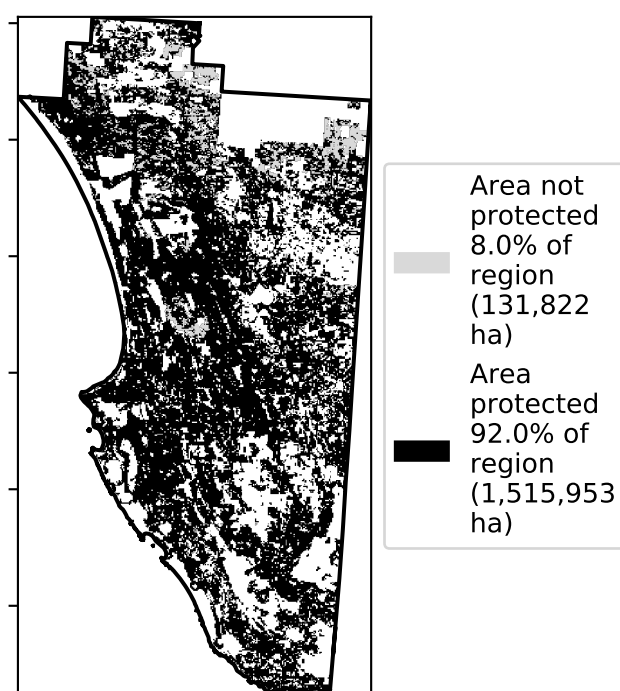 Area not
protected
8.0% of
region
(131,822
ha)
Area
protected
92.0% of
region
(1,515,953
ha)